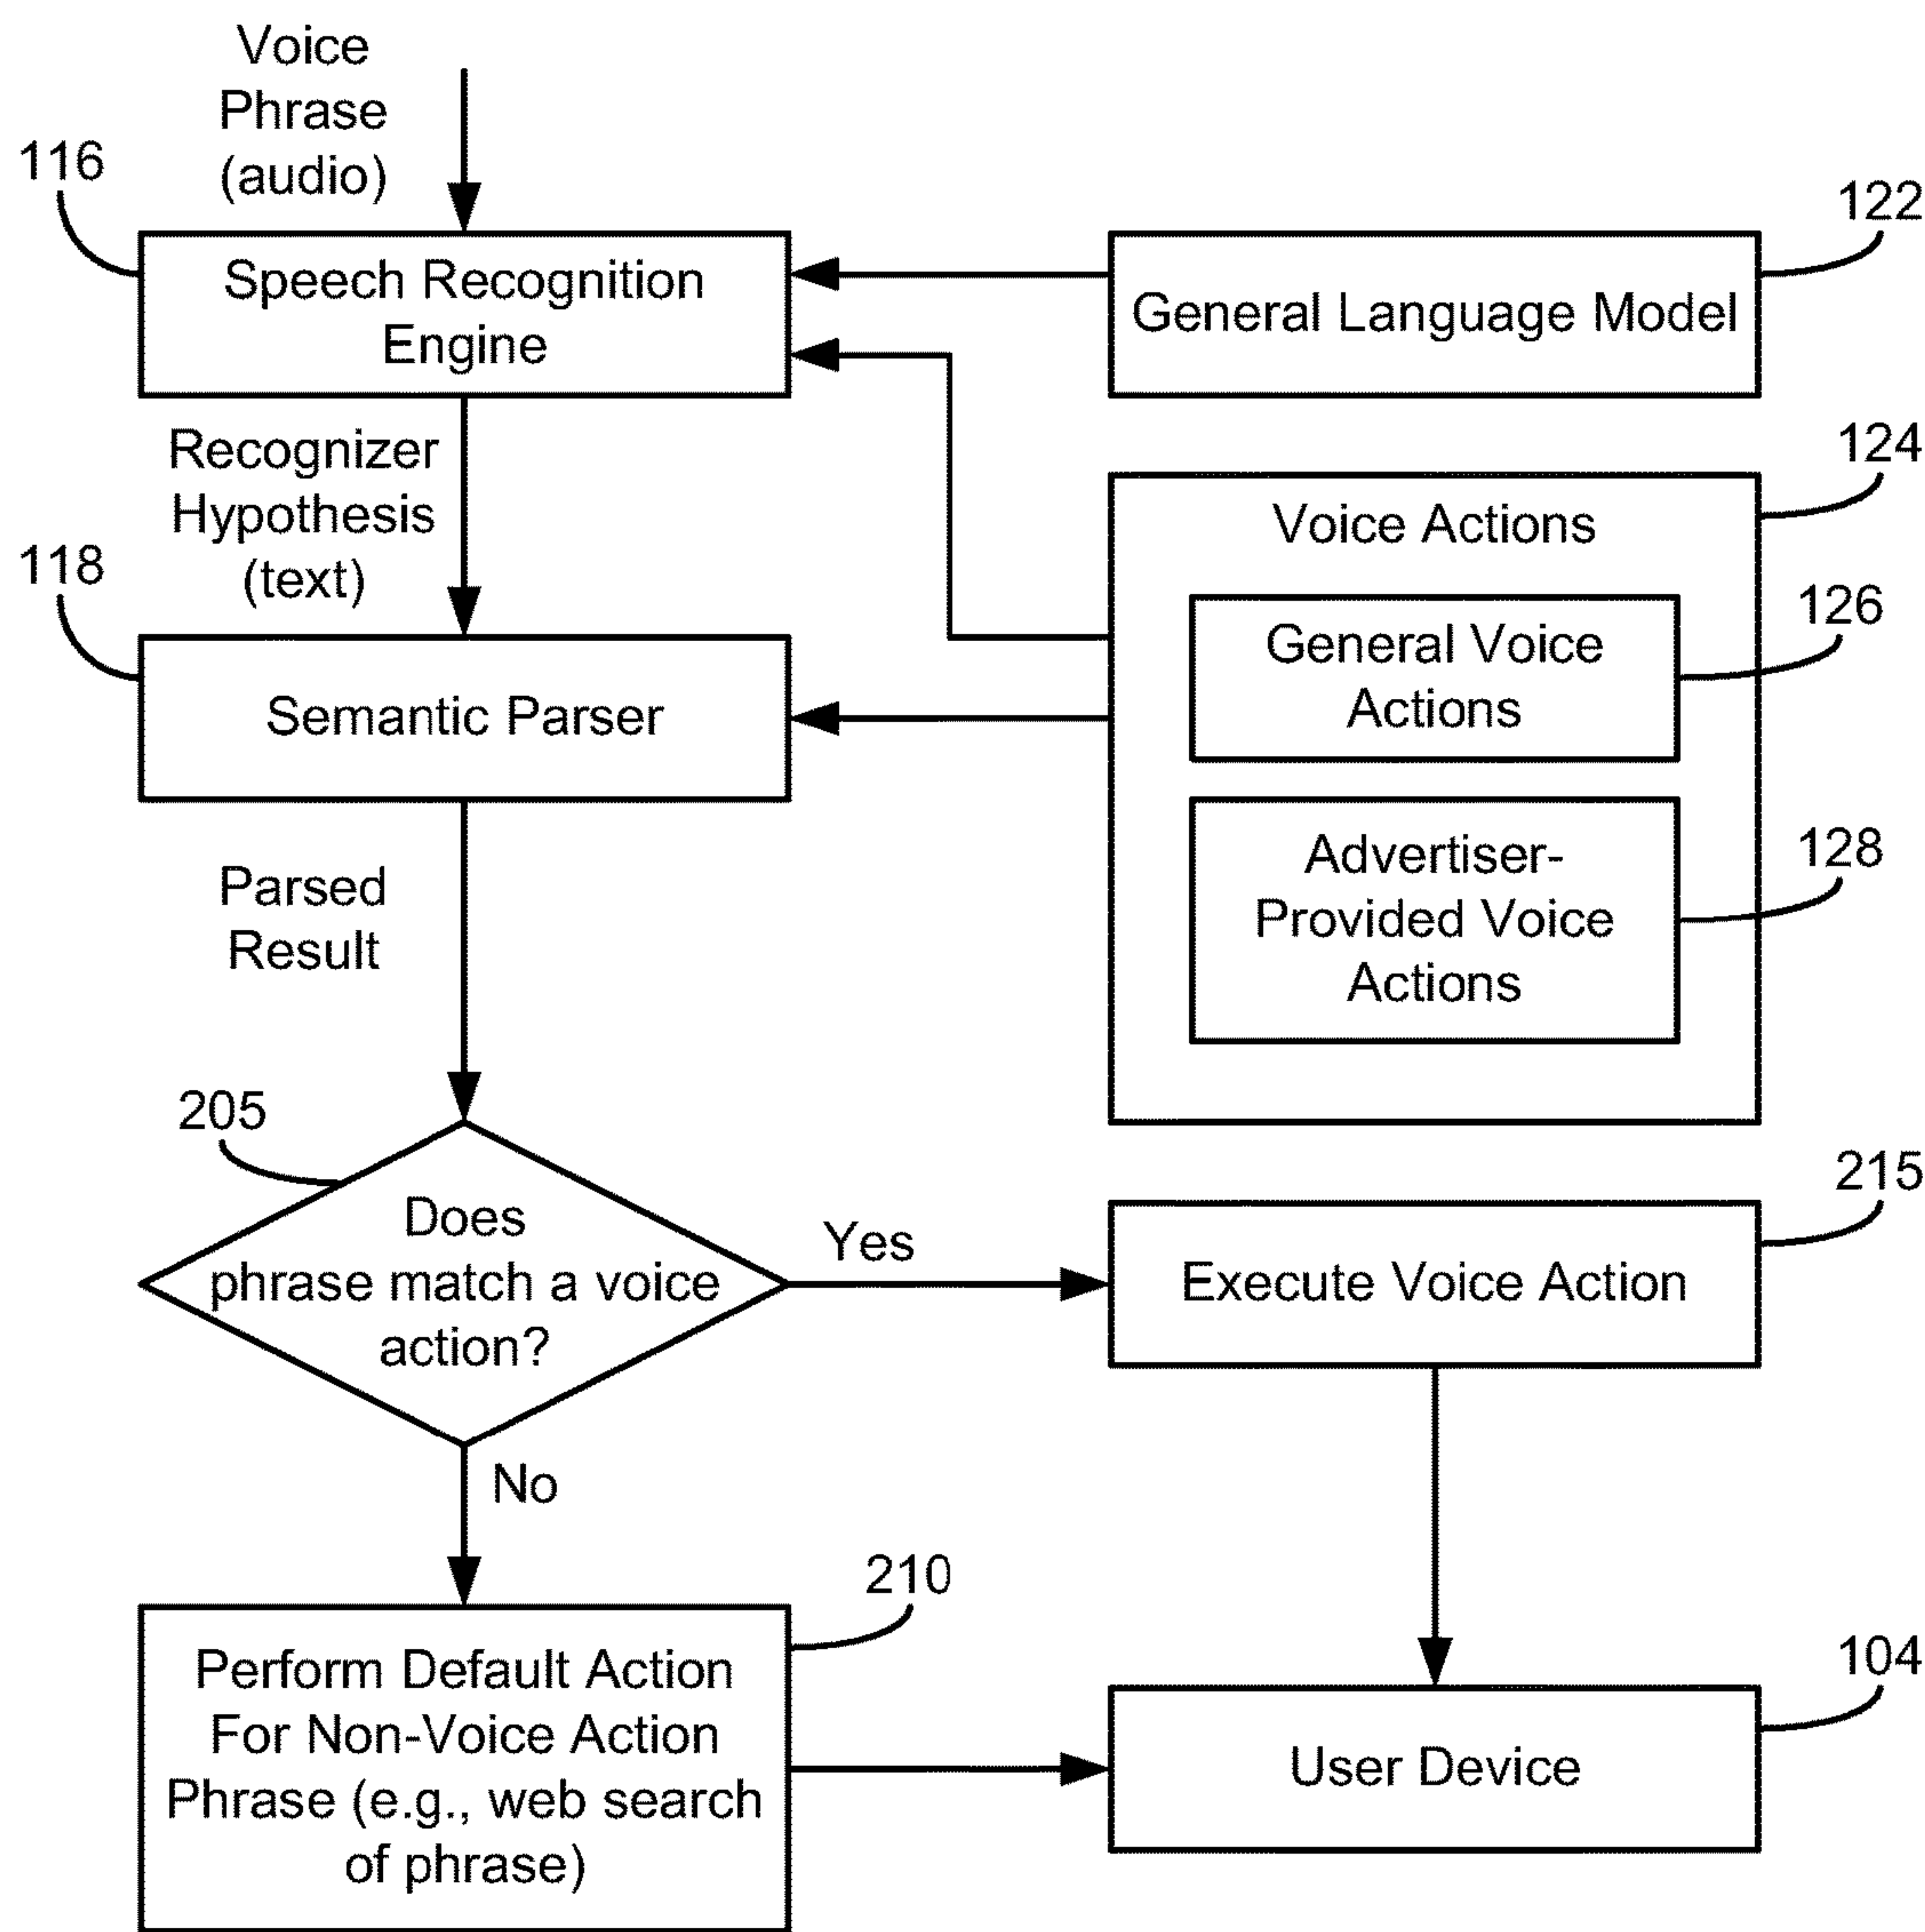 Voice
Phrase
(audio)
116
Speech Recognition
Engine
122
General Language Model
Recognizer
Hypothesis
(text)
124
Voice Actions
126
General Voice
Actions
118
Semantic Parser
128
Advertiser-
Provided Voice
Actions
Parsed
Result
205
Does
phrase match a voice
action?
Yes
215
Execute Voice Action
No
210
Perform Default Action
For Non-Voice Action
Phrase (e.g., web search
of phrase)
104
User Device